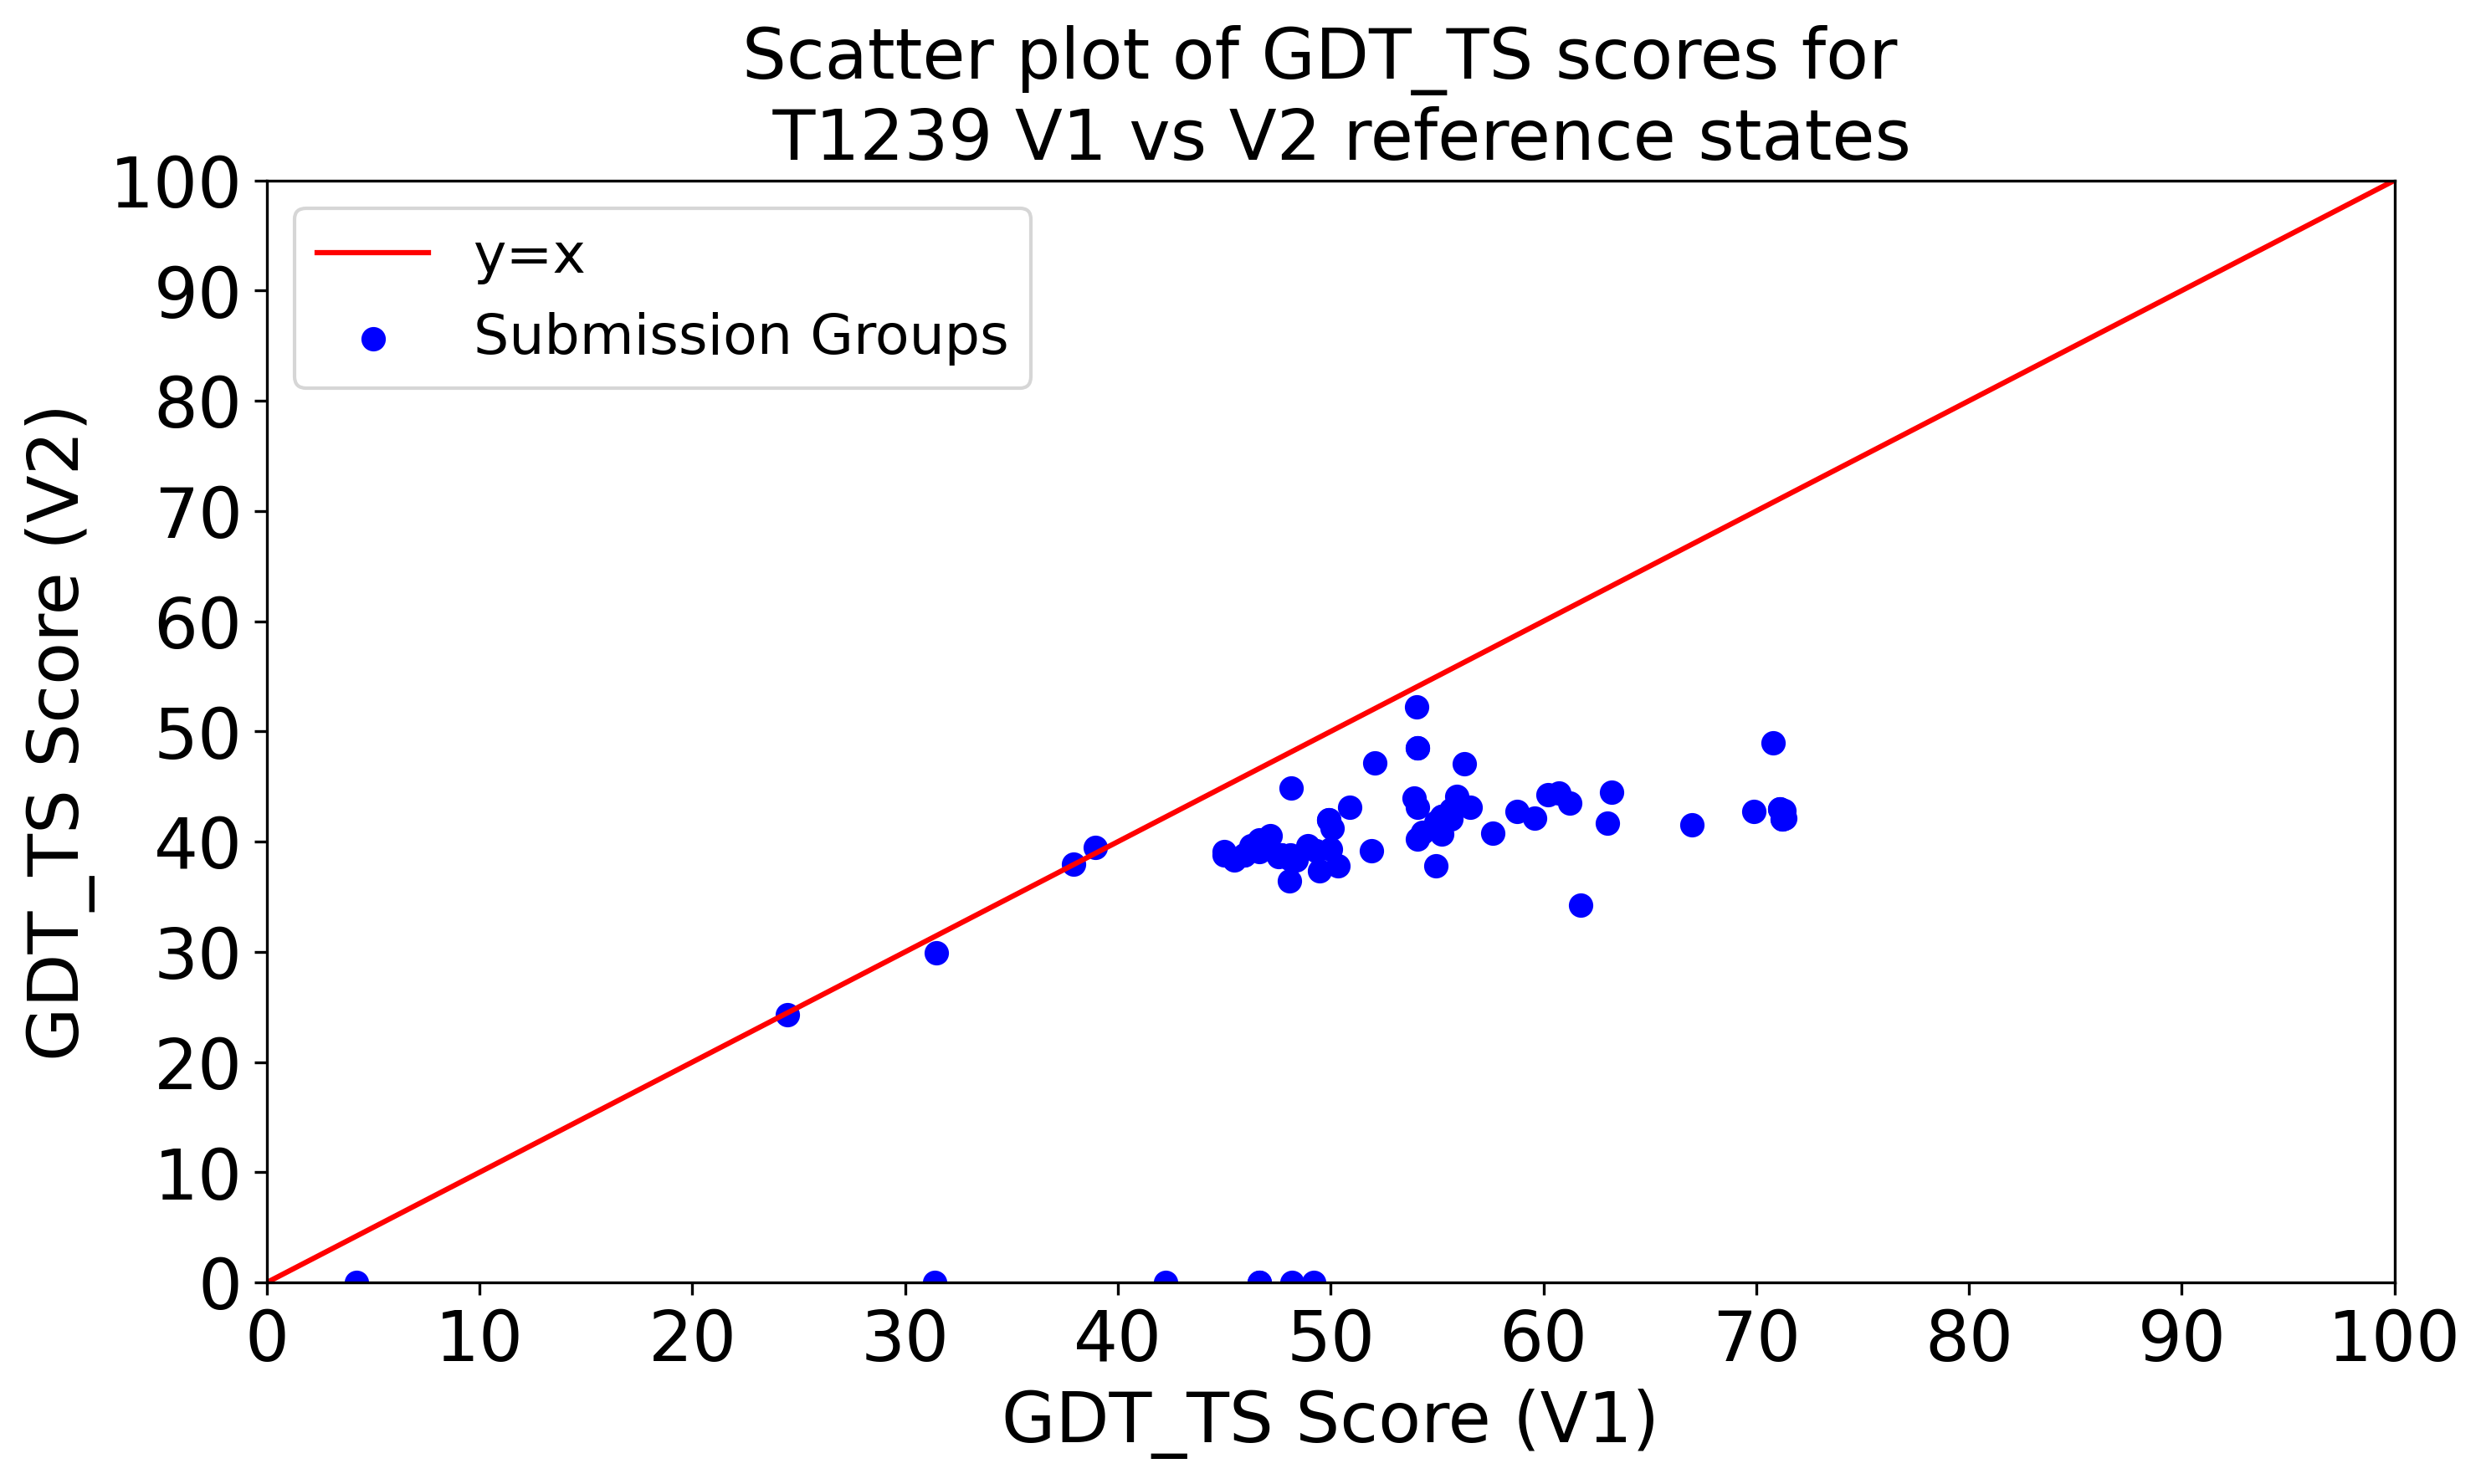 Scatter plot of GDT_TS scores for
T1239 V1 vs V2 reference states
y=x
Submission Groups
GDT_TS Score (V2)
100
90
80
70
60
50
40
30
20
10
0
0 10 20 30 40 50 60 70 80 90 100
GDT_TS Score (V1)